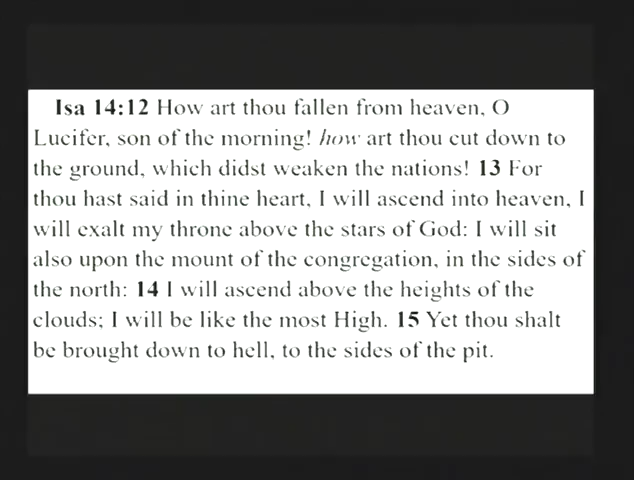 Isa 14:12 How art thou fallen from heaven, O
Lucifer, son of the morning! how art thou cut down to
the ground, which didst weaken the nations! 13 For
thou hast said in thine heart, I will ascend into heaven, I
will exalt my throne above the stars of God: I will sit
also upon the mount of the congregation, in the sides of
the north: 14 I will ascend above the heights of the
clouds; I will be like the most High. 15 Yet thou shalt
be brought down to hell, to the sides of the pit.